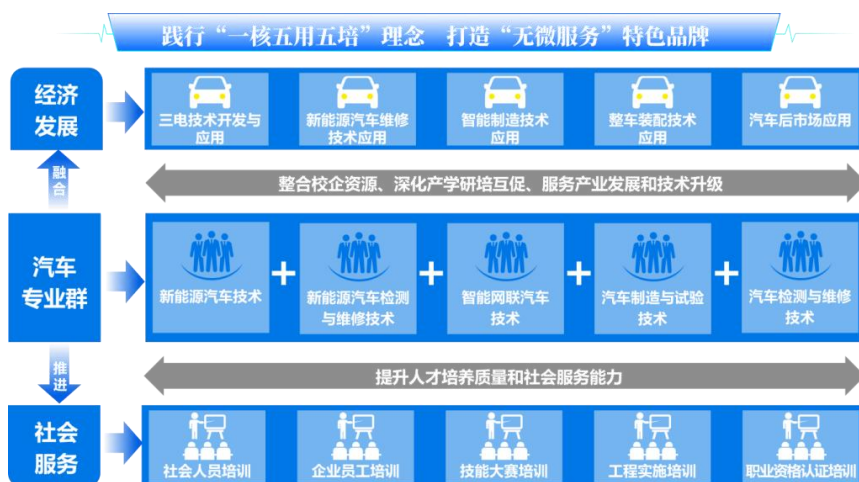 践行“一核五用五培”理念 打造“无微服务”特色品牌
经济
发展
三电技术开发与
应用
新能源汽车维修
技术应用
智能制造技术
应用
整车装配技术
应用
汽车后市场应用
融合
整合校企资源、深化产学研培互促、服务产业发展和技术升级
汽车
专业群
新能源汽车技术
+
新能源汽车检测
与维修技术
+
智能网联汽车
技术
+
汽车制造与试验
技术
+
汽车检测与维修
技术
推进
提升人才培养质量和社会服务能力
社会
服务
社会人员培训
企业员工培训
技能大赛培训
工程实施培训
职业资格认证培训